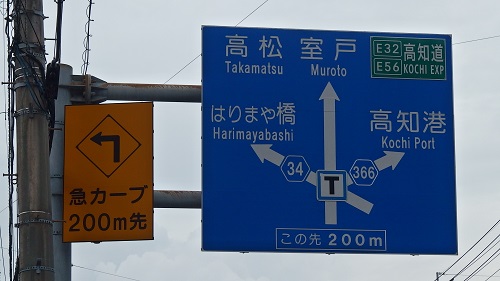 高松 室戸
Takamatsu Muroto
E32 高知道
E56 KOCHI EXP
はりまや橋
Harimayabashi
高知港
Kochi Port
34
366
T
この先 200m
急カーブ
200m先